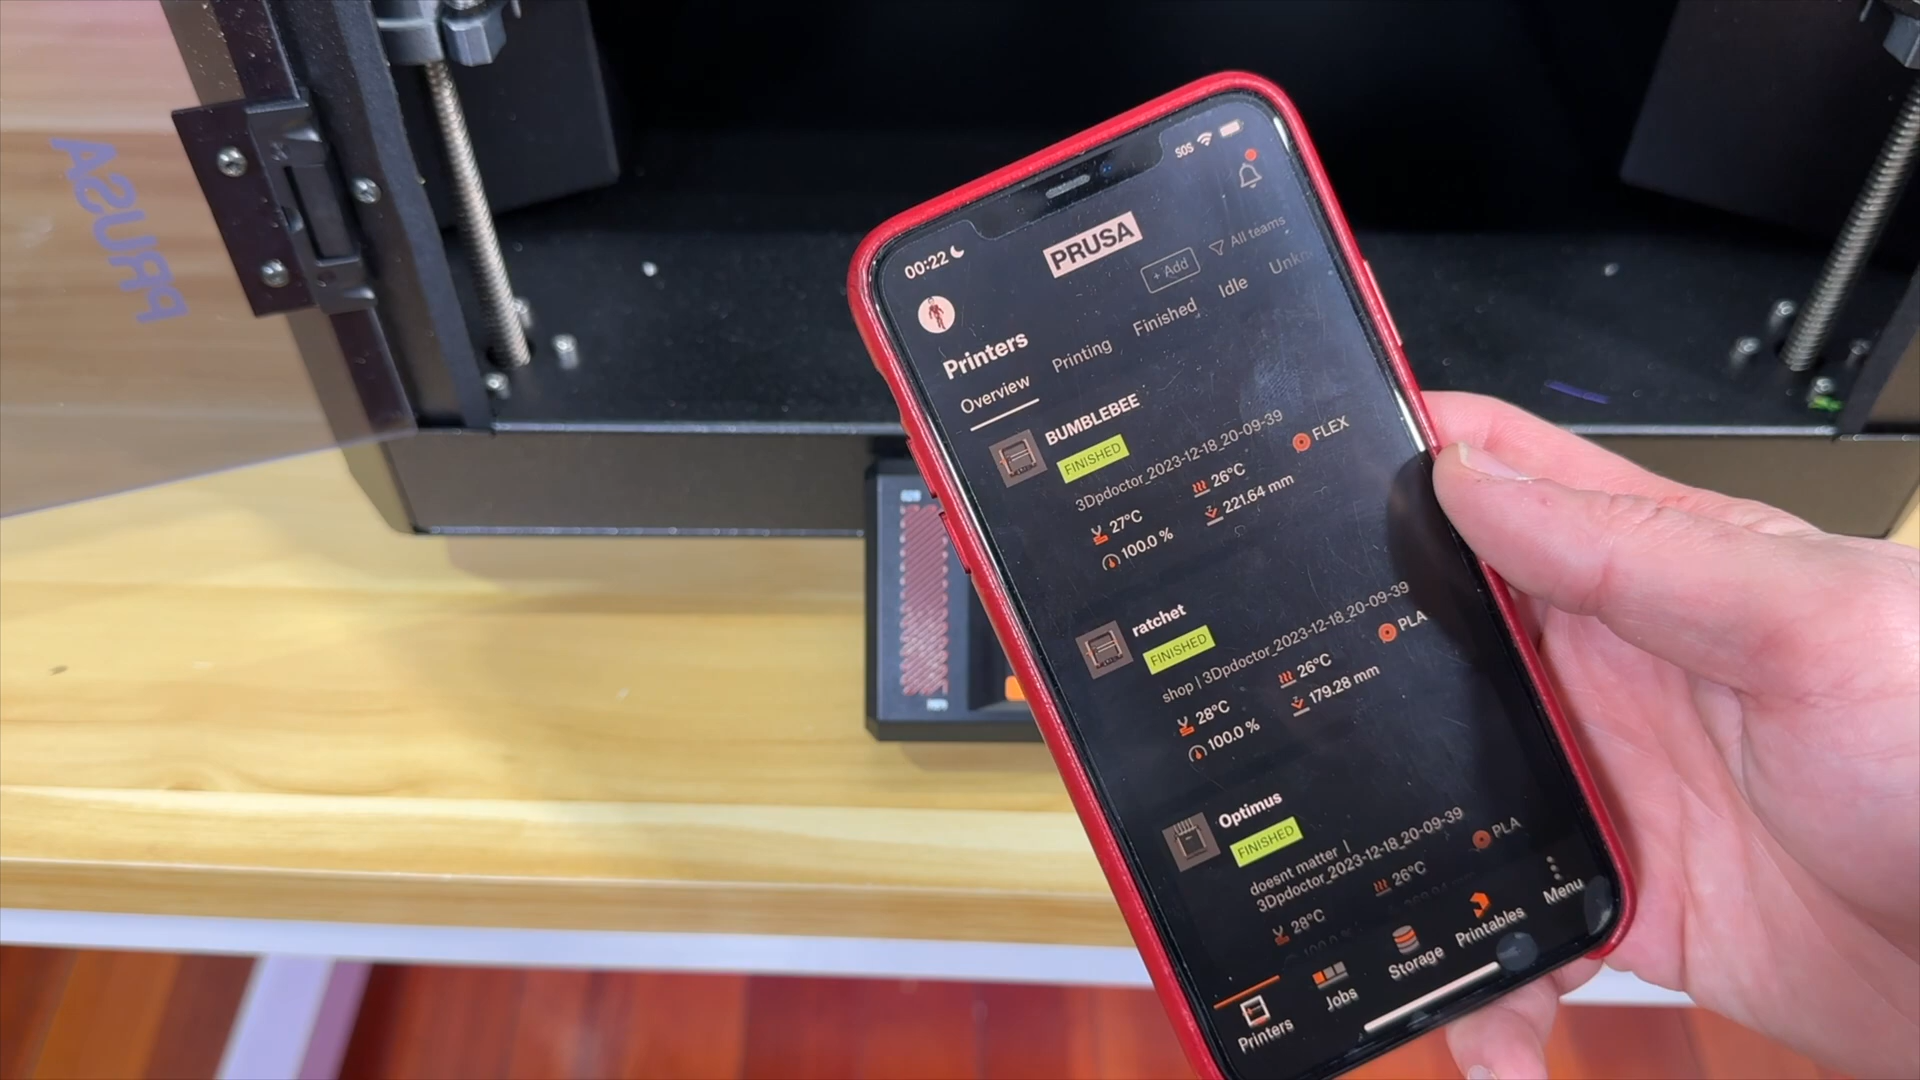 PRUSA
SOS
00:22
PRUSA
+ Add
All teams
Printers
Overview
Printing
Finished
Idle
BUMBLEBEE
FINISHED
3Dpdoctor_2023-12-18_20-09-39
FLEX
27°C
26°C
100.0 %
221.64 mm
ratchet
FINISHED
shop | 3Dpdoctor_2023-12-18_20-09-39
PLA
28°C
26°C
100.0 %
179.28 mm
Optimus
FINISHED
doesnt matter |
3Dpdoctor_2023-12-18_20-09-39
PLA
28°C
26°C
100.0 %
Printers
Jobs
Storage
Printables
Menu